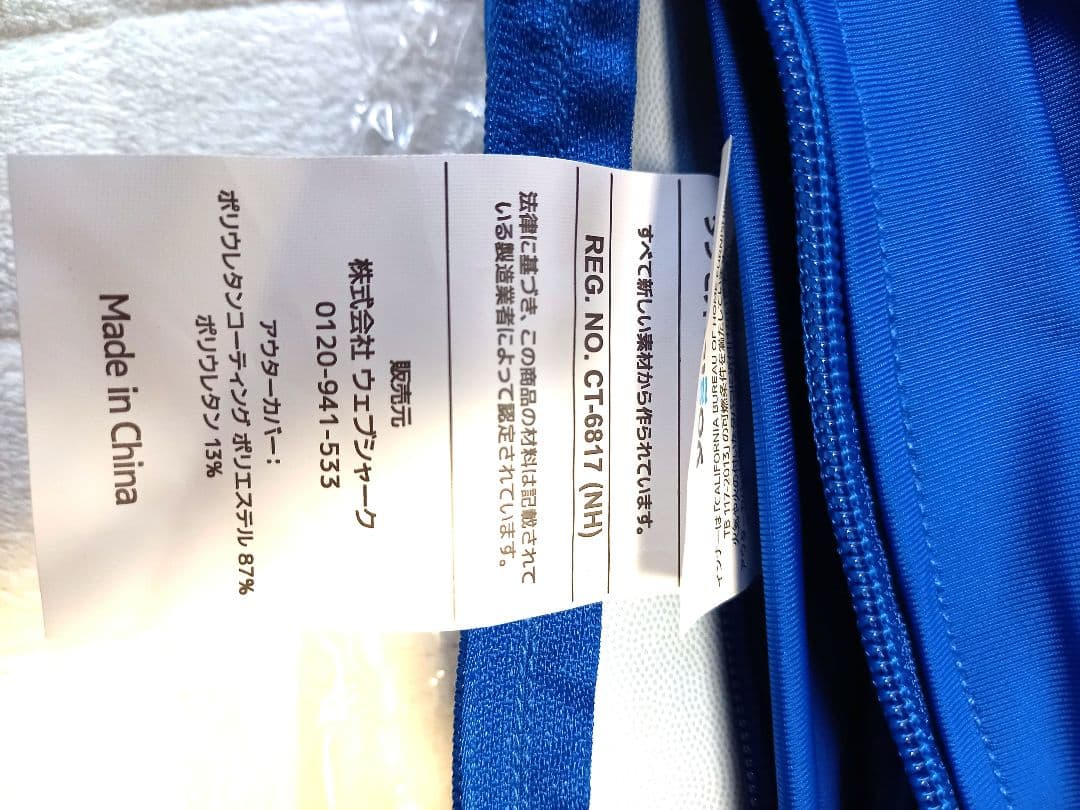 すべて新しい素材から作られています。
REG. NO. CT-6817 (NH)
法律に基づき、この商品の材料は記載されて
いる製造業者によって認定されています。
販売元
株式会社 ウェブシャーク
0120-941-533
アウターカバー:
ポリウレタンコーティング ポリエステル 87%
ポリウレタン 13%
Made in China